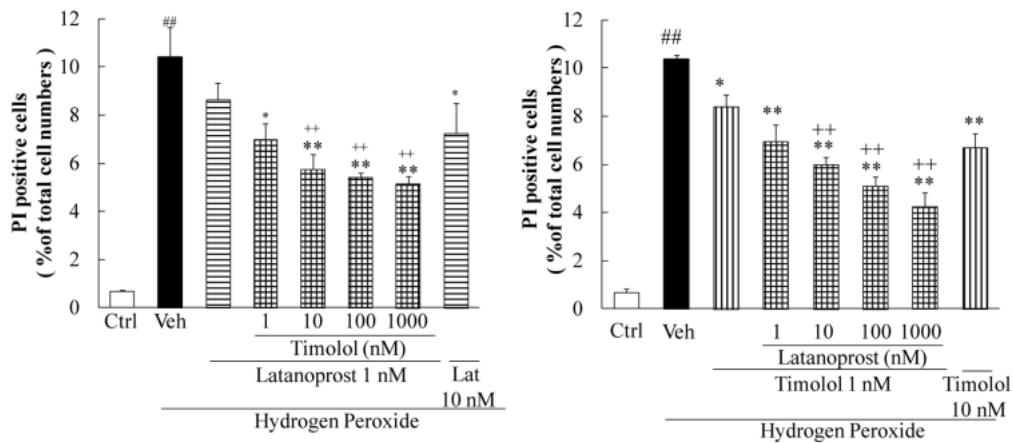 PI positive cells
( %of total cell numbers )
12
10
8
6
4
2
0
##
*
++
**
++
**
++
**
*
Ctrl Veh 1 10 100 1000
Timolol (nM)
Latanoprost 1 nM
Lat
10 nM
Hydrogen Peroxide
PI positive cells
( %of total cell numbers )
12
10
8
6
4
2
0
##
*
**
++
**
++
**
++
**
**
Ctrl Veh 1 10 100 1000
Latanoprost (nM)
Timolol 1 nM
Timolol
10 nM
Hydrogen Peroxide